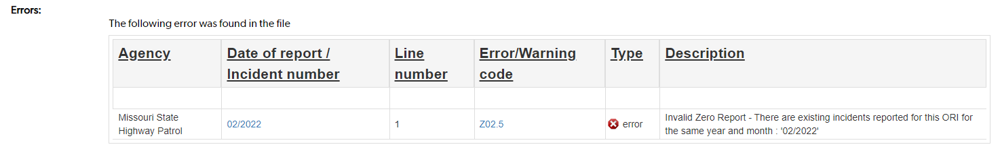 Errors:
The following error was found in the file
Agency Date of report / Incident number Line number Error/Warning code Type Description
Missouri State Highway Patrol 02/2022 1 Z02.5 error Invalid Zero Report - There are existing incidents reported for this ORI for the same year and month : '02/2022'